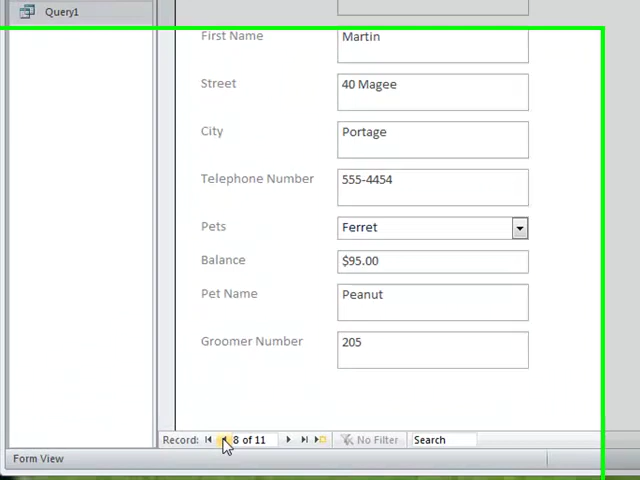 Query1
First Name Martin
Street 40 Magee
City Portage
Telephone Number 555-4454
Pets Ferret
Balance $95.00
Pet Name Peanut
Groomer Number 205
Record: 8 of 11 No Filter Search
Form View